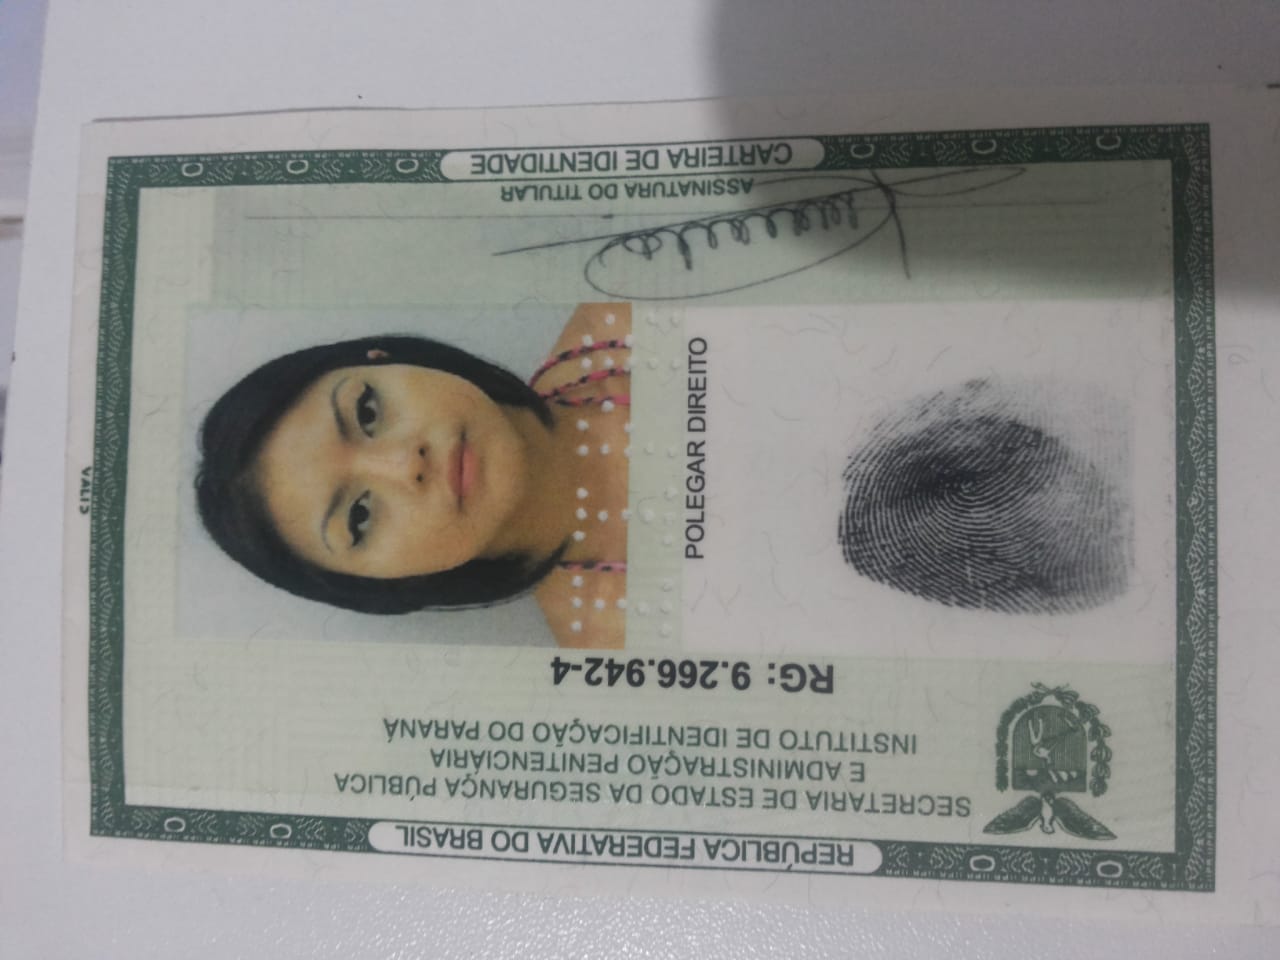 REPÚBLICA FEDERATIVA DO BRASIL
SECRETARIA DE ESTADO DA SEGURANÇA PÚBLICA
E ADMINISTRAÇÃO PENITENCIÁRIA
INSTITUTO DE IDENTIFICAÇÃO DO PARANÁ
RG: 9.266.942-4
POLEGAR DIREITO
ASSINATURA DO TITULAR
CARTEIRA DE IDENTIDADE